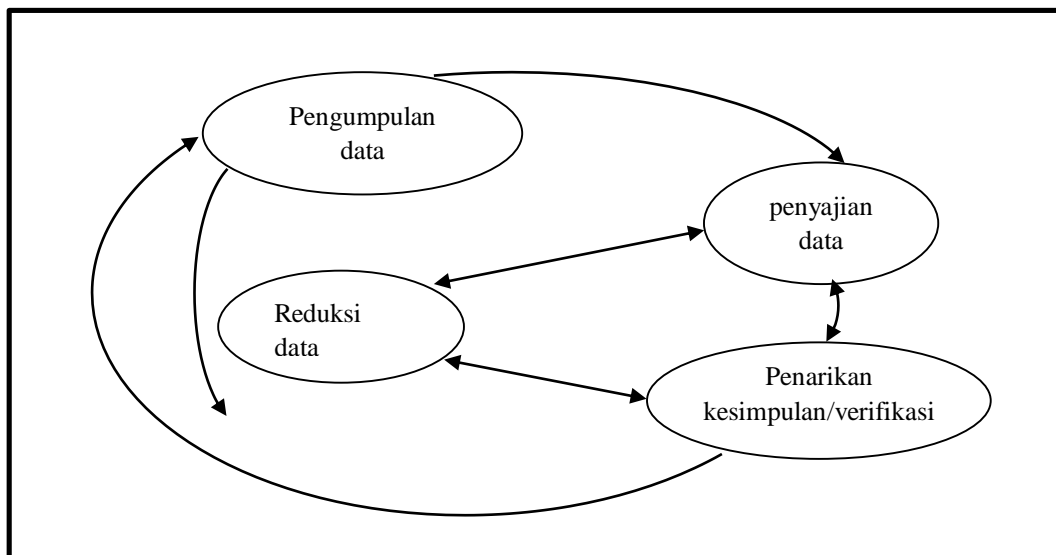 Pengumpulan
data
penyajian
data
Reduksi
data
Penarikan
kesimpulan/verifikasi